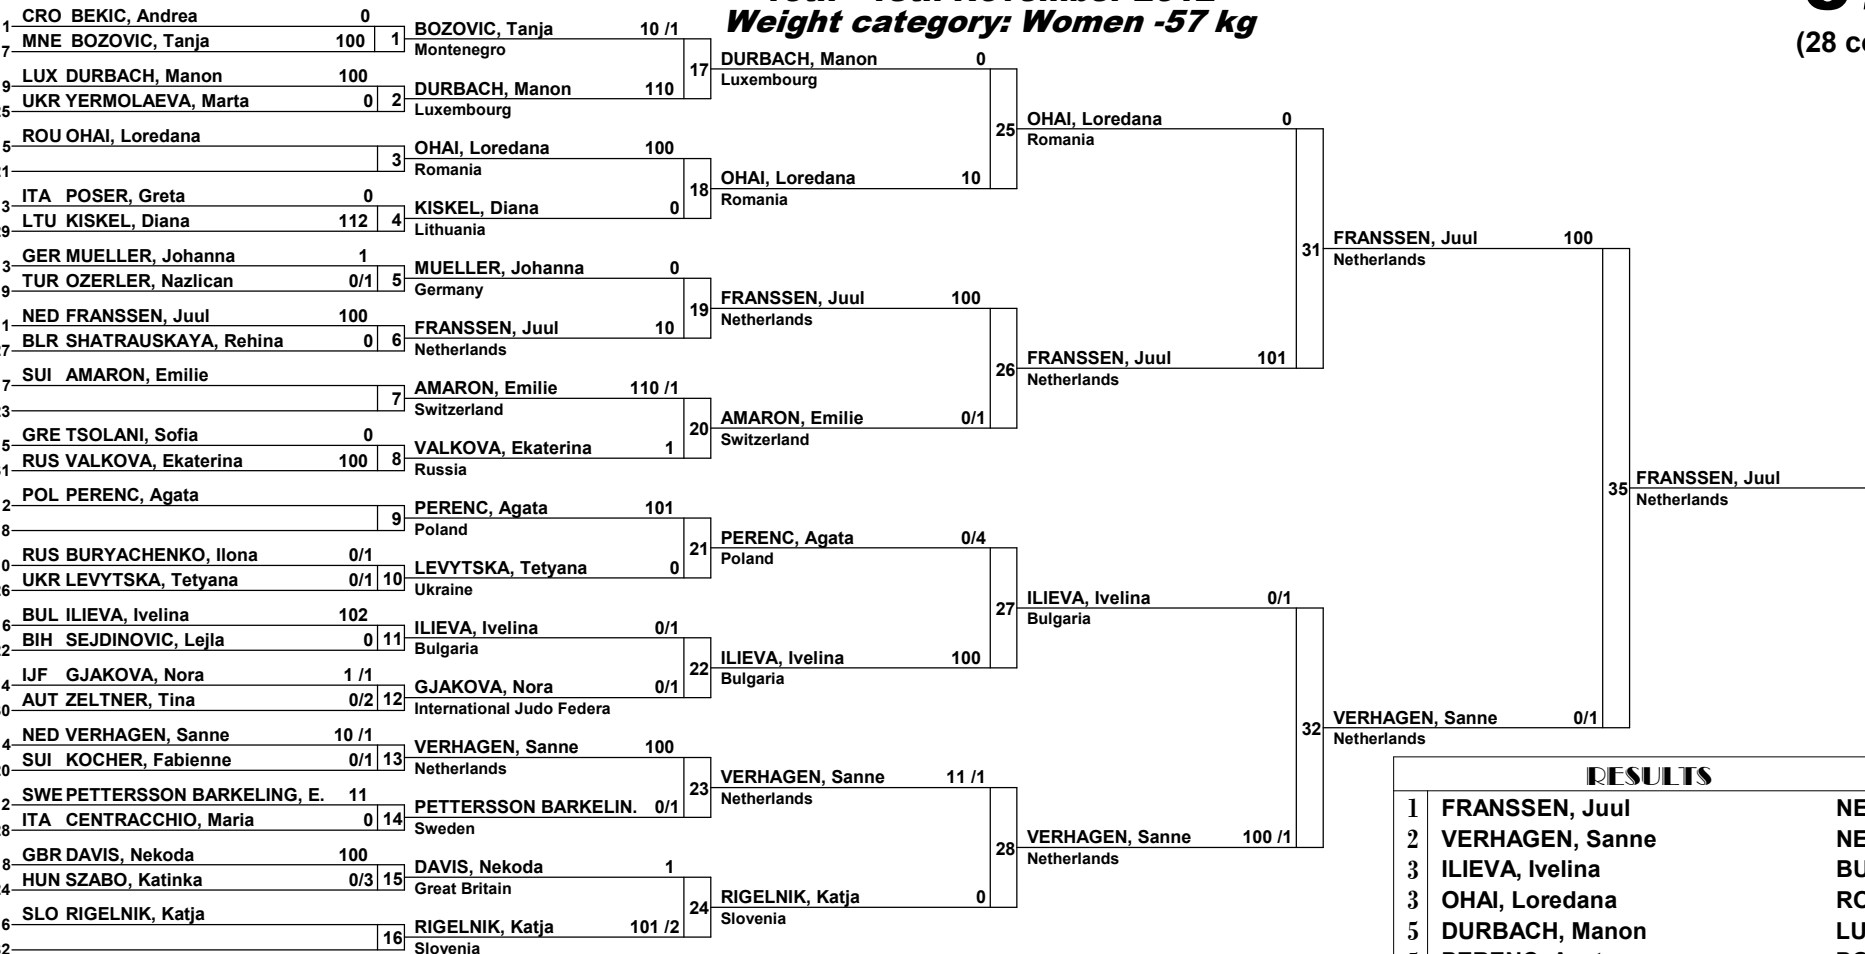 Weight category: Women -57 kg
(28 c
CRO BEKIC, Andrea 0
MNE BOZOVIC, Tanja 100
1
LUX DURBACH, Manon 100
UKR YERMOLAEVA, Marta 0
2
ROU OHAI, Loredana
3
ITA POSER, Greta 0
LTU KISKEL, Diana 112
4
GER MUELLER, Johanna 1
TUR OZERLER, Nazlican 0/1
5
NED FRANSSEN, Juul 100
BLR SHATRAUSKAYA, Rehina 0
6
SUI AMARON, Emilie
7
GRE TSOLANI, Sofia 0
RUS VALKOVA, Ekaterina 100
8
POL PERENC, Agata
9
RUS BURYACHENKO, Ilona 0/1
UKR LEVYTSKA, Tetyana 0/1
10
BUL ILIEVA, Ivelina 102
BIH SEJDINOVIC, Lejla 0
11
IJF GJAKOVA, Nora 1 /1
AUT ZELTNER, Tina 0/2
12
NED VERHAGEN, Sanne 10 /1
SUI KOCHER, Fabienne 0/1
13
SWE PETTERSSON BARKELING, E. 11
ITA CENTRACCHIO, Maria 0
14
GBR DAVIS, Nekoda 100
HUN SZABO, Katinka 0/3
15
SLO RIGELNIK, Katja
16
BOZOVIC, Tanja 10 /1
Montenegro
17
DURBACH, Manon 110
Luxembourg
OHAI, Loredana 100
Romania
18
KISKEL, Diana 0
Lithuania
MUELLER, Johanna 0
Germany
19
FRANSSEN, Juul 10
Netherlands
AMARON, Emilie 110 /1
Switzerland
20
VALKOVA, Ekaterina 1
Russia
PERENC, Agata 101
Poland
21
LEVYTSKA, Tetyana 0
Ukraine
ILIEVA, Ivelina 0/1
Bulgaria
22
GJAKOVA, Nora 0/1
International Judo Federa
VERHAGEN, Sanne 100
Netherlands
23
PETTERSSON BARKELIN. 0/1
Sweden
DAVIS, Nekoda 1
Great Britain
24
RIGELNIK, Katja 101 /2
Slovenia
DURBACH, Manon 0
Luxembourg
25
OHAI, Loredana 10
Romania
FRANSSEN, Juul 100
Netherlands
26
AMARON, Emilie 0/1
Switzerland
PERENC, Agata 0/4
Poland
27
ILIEVA, Ivelina 100
Bulgaria
VERHAGEN, Sanne 11 /1
Netherlands
28
RIGELNIK, Katja 0
Slovenia
OHAI, Loredana 0
Romania
31
FRANSSEN, Juul 101
Netherlands
ILIEVA, Ivelina 0/1
Bulgaria
32
VERHAGEN, Sanne 100 /1
Netherlands
FRANSSEN, Juul 100
Netherlands
35
VERHAGEN, Sanne 0/1
Netherlands
FRANSSEN, Juul
Netherlands
RESULTS
1 FRANSSEN, Juul NE
2 VERHAGEN, Sanne NE
3 ILIEVA, Ivelina BU
3 OHAI, Loredana RO
5 DURBACH, Manon LU